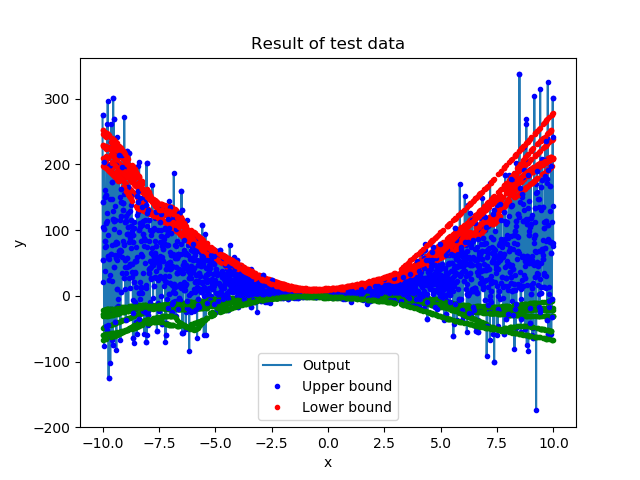 Result of test data
300
200
100
0
−100
−200
y
−10.0
−7.5
−5.0
−2.5
0.0
2.5
5.0
7.5
10.0
x
Output
Upper bound
Lower bound